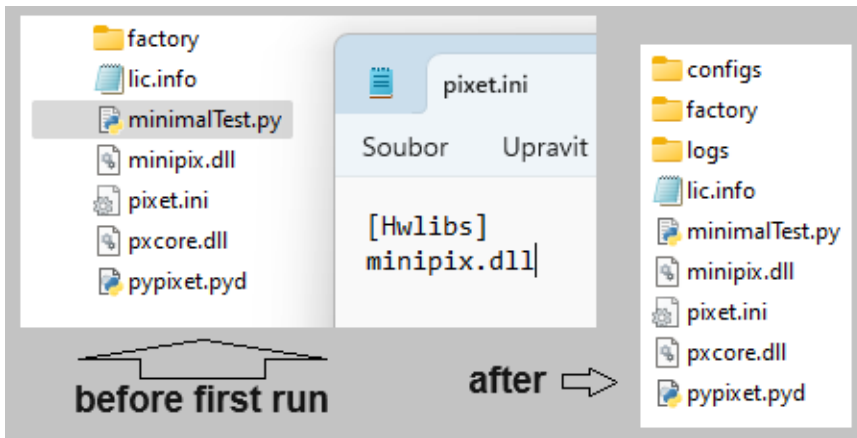 factory
lic.info
minimalTest.py
minipix.dll
pixet.ini
pxcore.dll
pypixet.pyd
pixet.ini
Soubor Upravit
[Hwlibs]
minipix.dll
before first run
after
configs
factory
logs
lic.info
minimalTest.py
minipix.dll
pixet.ini
pxcore.dll
pypixet.pyd